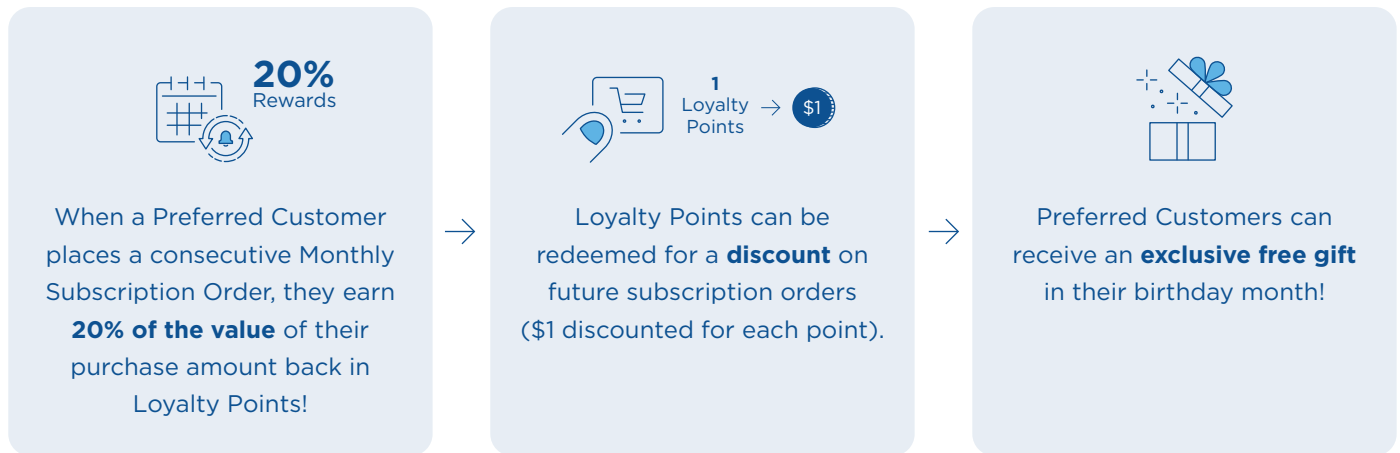 20%
Rewards
When a Preferred Customer
places a consecutive Monthly
Subscription Order, they earn
20% of the value of their
purchase amount back in
Loyalty Points!
1
Loyalty
Points
$1
Loyalty Points can be
redeemed for a discount on
future subscription orders
($1 discounted for each point).
Preferred Customers can
receive an exclusive free gift
in their birthday month!